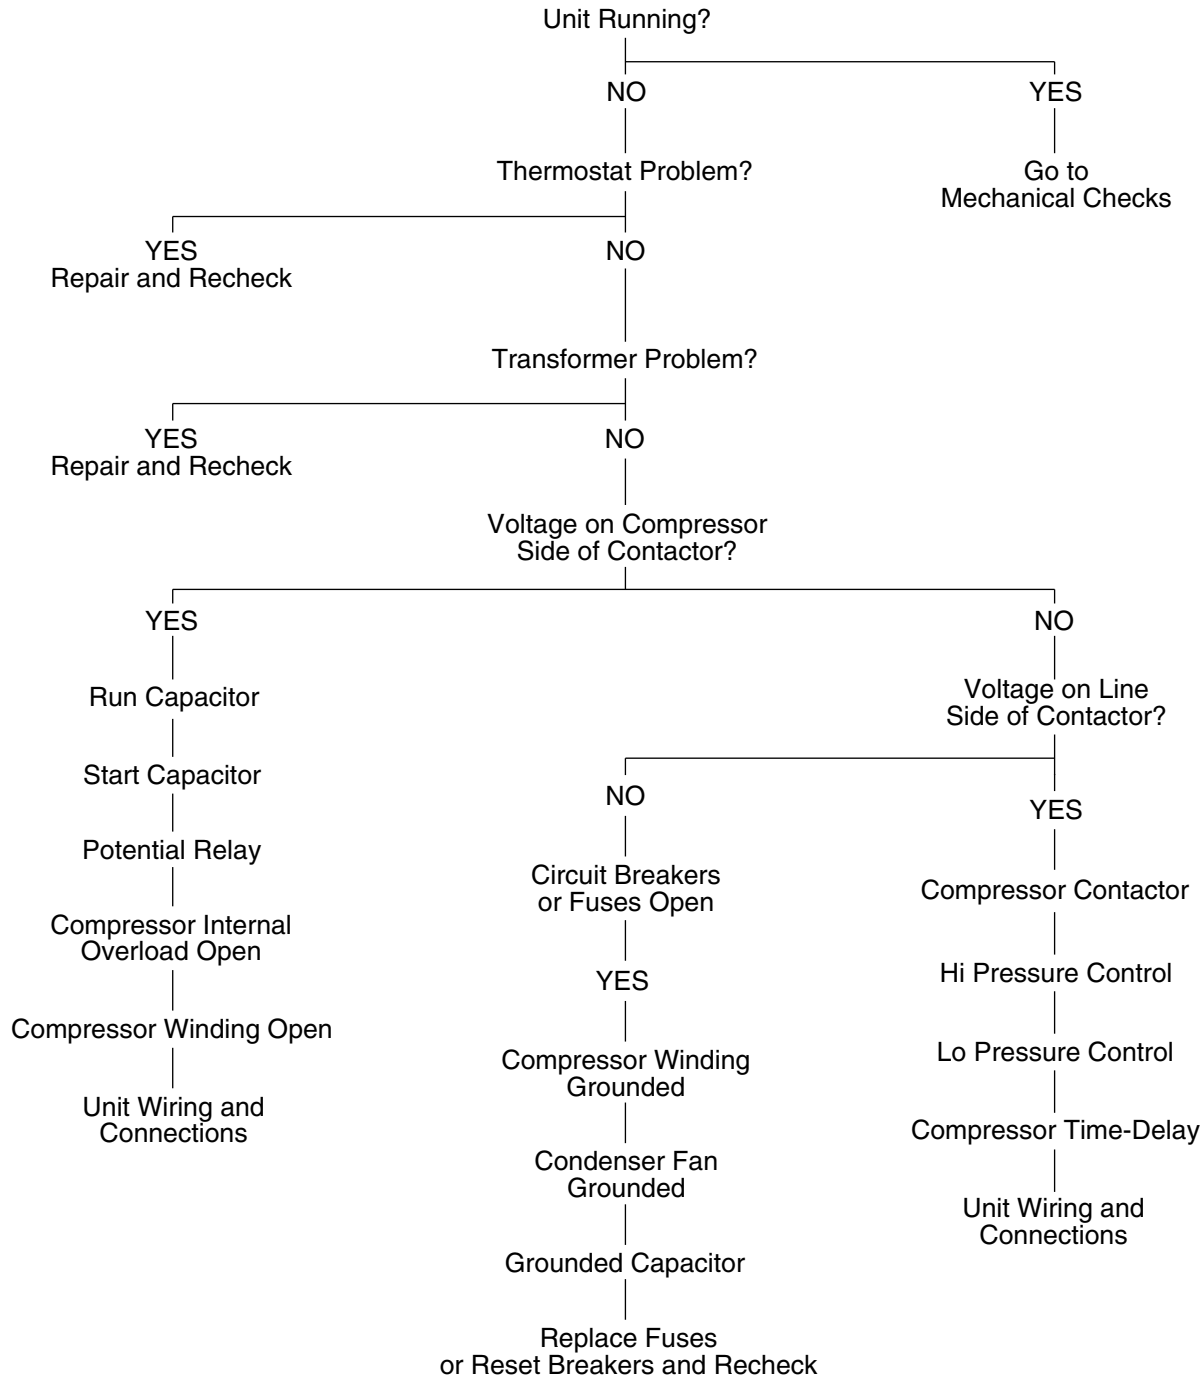 Unit Running?
NO
YES
Thermostat Problem?
Go to
Mechanical Checks
YES
Repair and Recheck
NO
Transformer Problem?
YES
Repair and Recheck
NO
Voltage on Compressor
Side of Contactor?
YES
Run Capacitor
Start Capacitor
Potential Relay
Compressor Internal
Overload Open
Compressor Winding Open
Unit Wiring and
Connections
NO
Voltage on Line
Side of Contactor?
NO
Circuit Breakers
or Fuses Open
YES
Compressor Winding
Grounded
Condenser Fan
Grounded
Grounded Capacitor
Replace Fuses
or Reset Breakers and Recheck
YES
Compressor Contactor
Hi Pressure Control
Lo Pressure Control
Compressor Time-Delay
Unit Wiring and
Connections